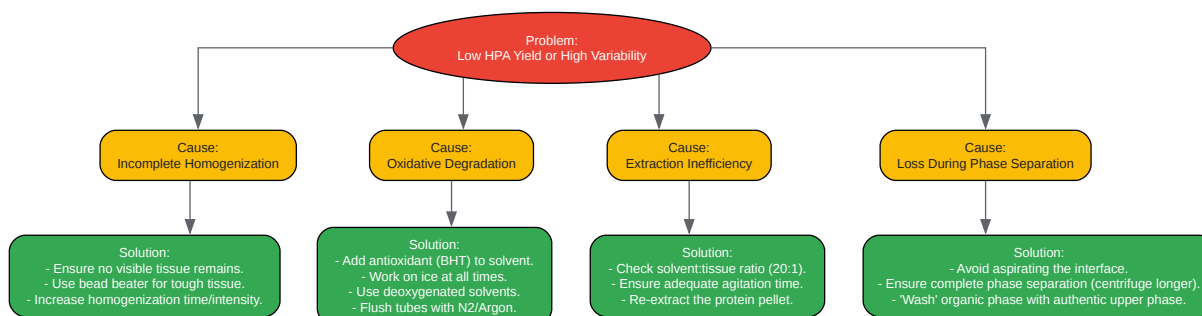 Problem:
Low HPA Yield or High Variability
Cause:
Incomplete Homogenization
Cause:
Oxidative Degradation
Cause:
Extraction Inefficiency
Cause:
Loss During Phase Separation
Solution:
- Ensure no visible tissue remains.
- Use bead beater for tough tissue.
- Increase homogenization time/intensity.
Solution:
- Add antioxidant (BHT) to solvent.
- Work on ice at all times.
- Use deoxygenated solvents.
- Flush tubes with N2/Argon.
Solution:
- Check solvent:tissue ratio (20:1).
- Ensure adequate agitation time.
- Re-extract the protein pellet.
Solution:
- Avoid aspirating the interface.
- Ensure complete phase separation (centrifuge longer).
- 'Wash' organic phase with authentic upper phase.